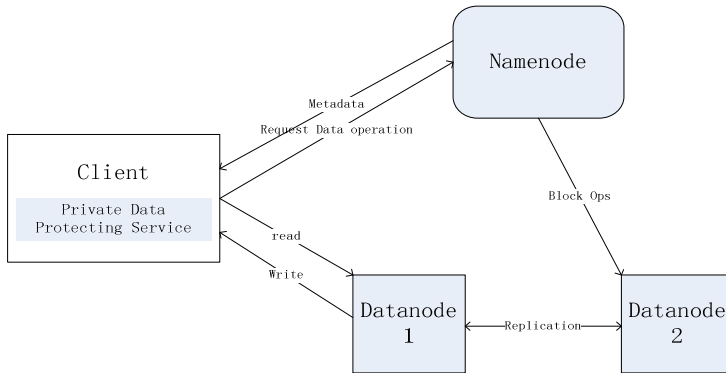 Namenode
Metadata
Request Data operation
Client
Private Data
Protecting Service
Block Ops
read
Write
Datanode
1
Replication
Datanode
2